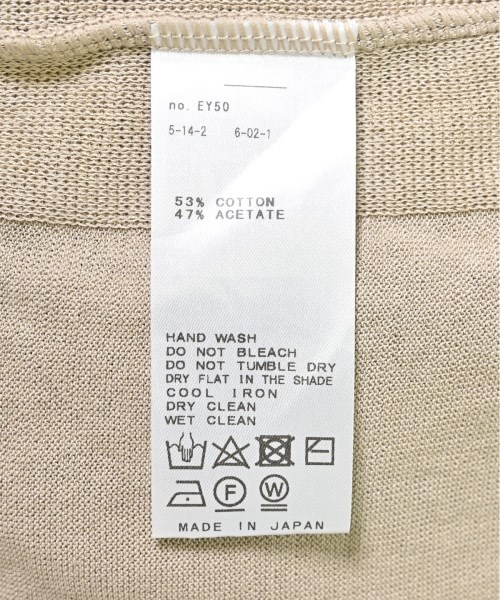 no. EY50
5-14-2 6-02-1
53% COTTON
47% ACETATE
HAND WASH
DO NOT BLEACH
DO NOT TUMBLE DRY
DRY FLAT IN THE SHADE
COOL IRON
DRY CLEAN
WET CLEAN
F W
MADE IN JAPAN